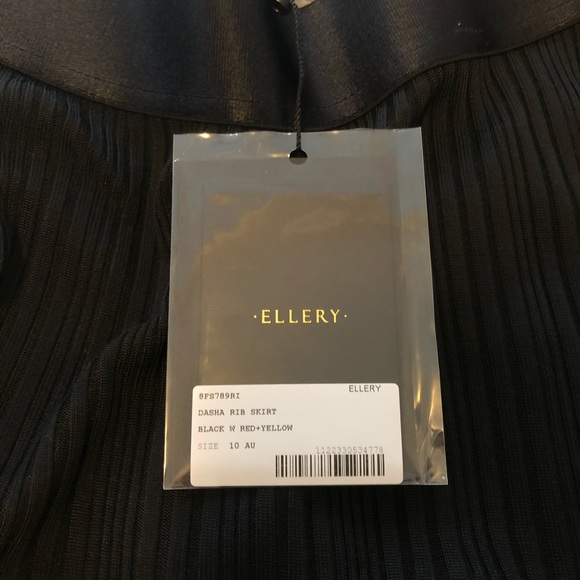 ·ELLERY·
8FS789RI ELLERY
DASHA RIB SKIRT
BLACK W RED+YELLOW
SIZE 10 AU
1122330534778